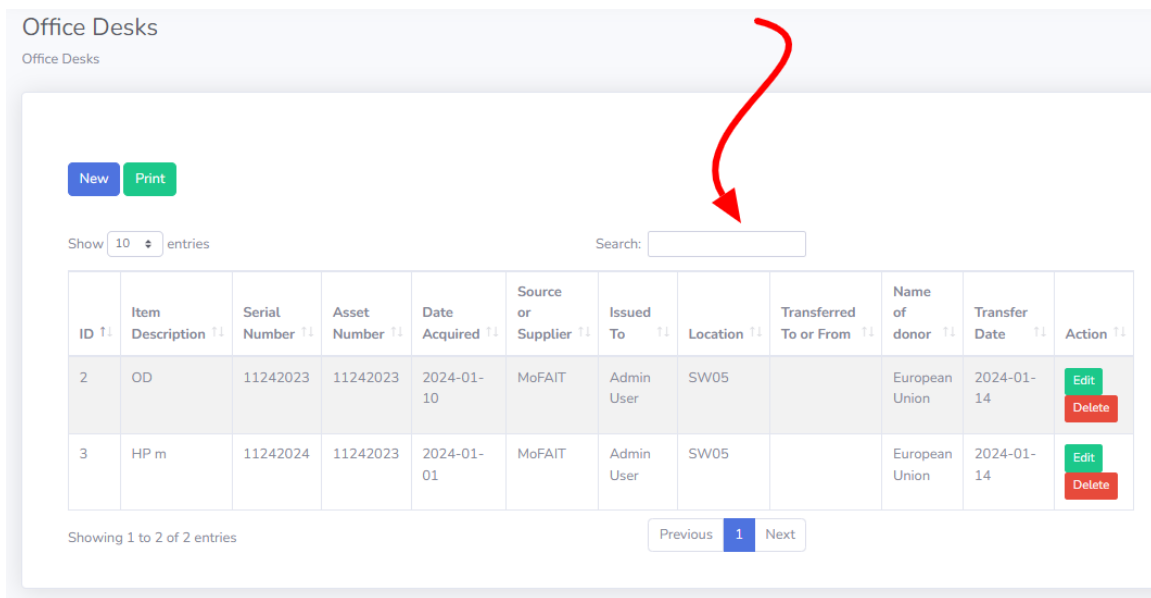 Office Desks
Office Desks
New Print
Show 10 entries Search:
ID Item Description Serial Number Asset Number Date Acquired Source or Supplier Issued To Location Transferred To or From Name of donor Transfer Date Action
2 OD 11242023 11242023 2024-01-10 MoFAIT Admin User SW05 European Union 2024-01-14 Edit Delete
3 HP m 11242024 11242023 2024-01-01 MoFAIT Admin User SW05 European Union 2024-01-14 Edit Delete
Showing 1 to 2 of 2 entries Previous 1 Next